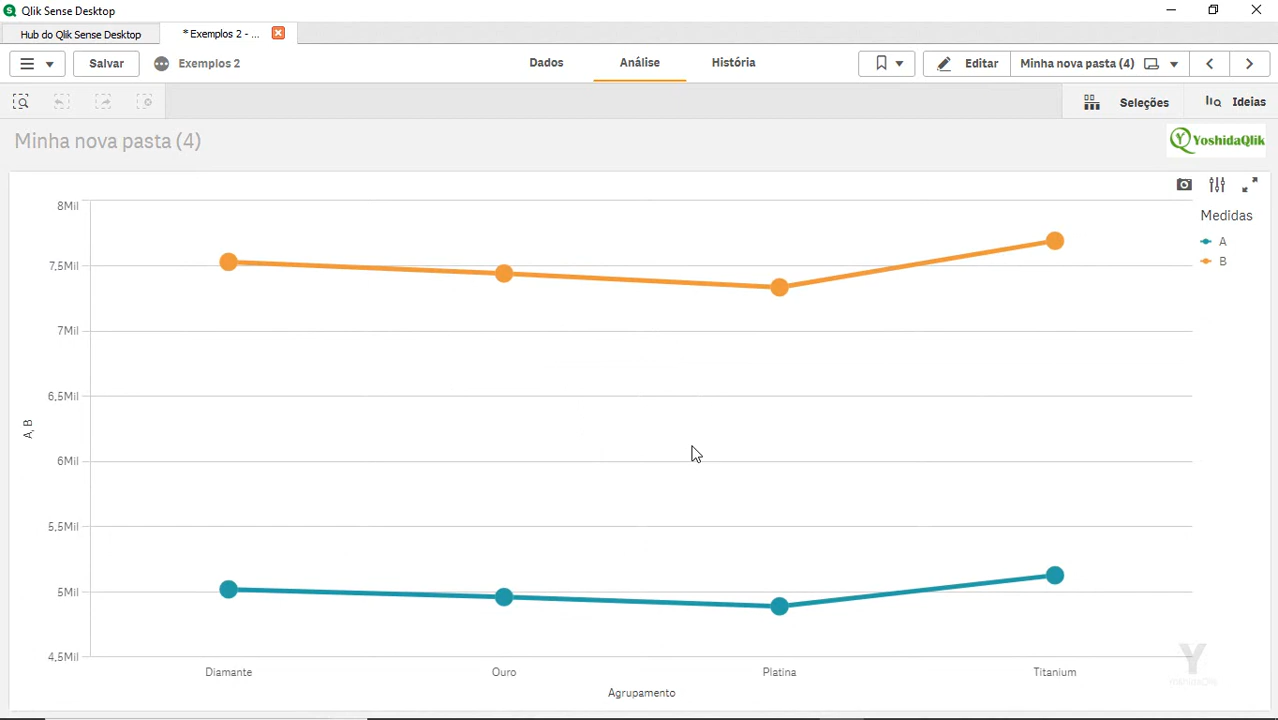 Qlik Sense Desktop
Hub do Qlik Sense Desktop
* Exemplos 2 - ...
Salvar
Exemplos 2
Dados
Análise
História
Editar
Minha nova pasta (4)
Seleções
Ideias
Minha nova pasta (4)
YoshidaQlik
8Mil
7,5Mil
7Mil
6,5Mil
6Mil
5,5Mil
5Mil
4,5Mil
A, B
Medidas
A
B
Diamante
Ouro
Platina
Titanium
Agrupamento
Y